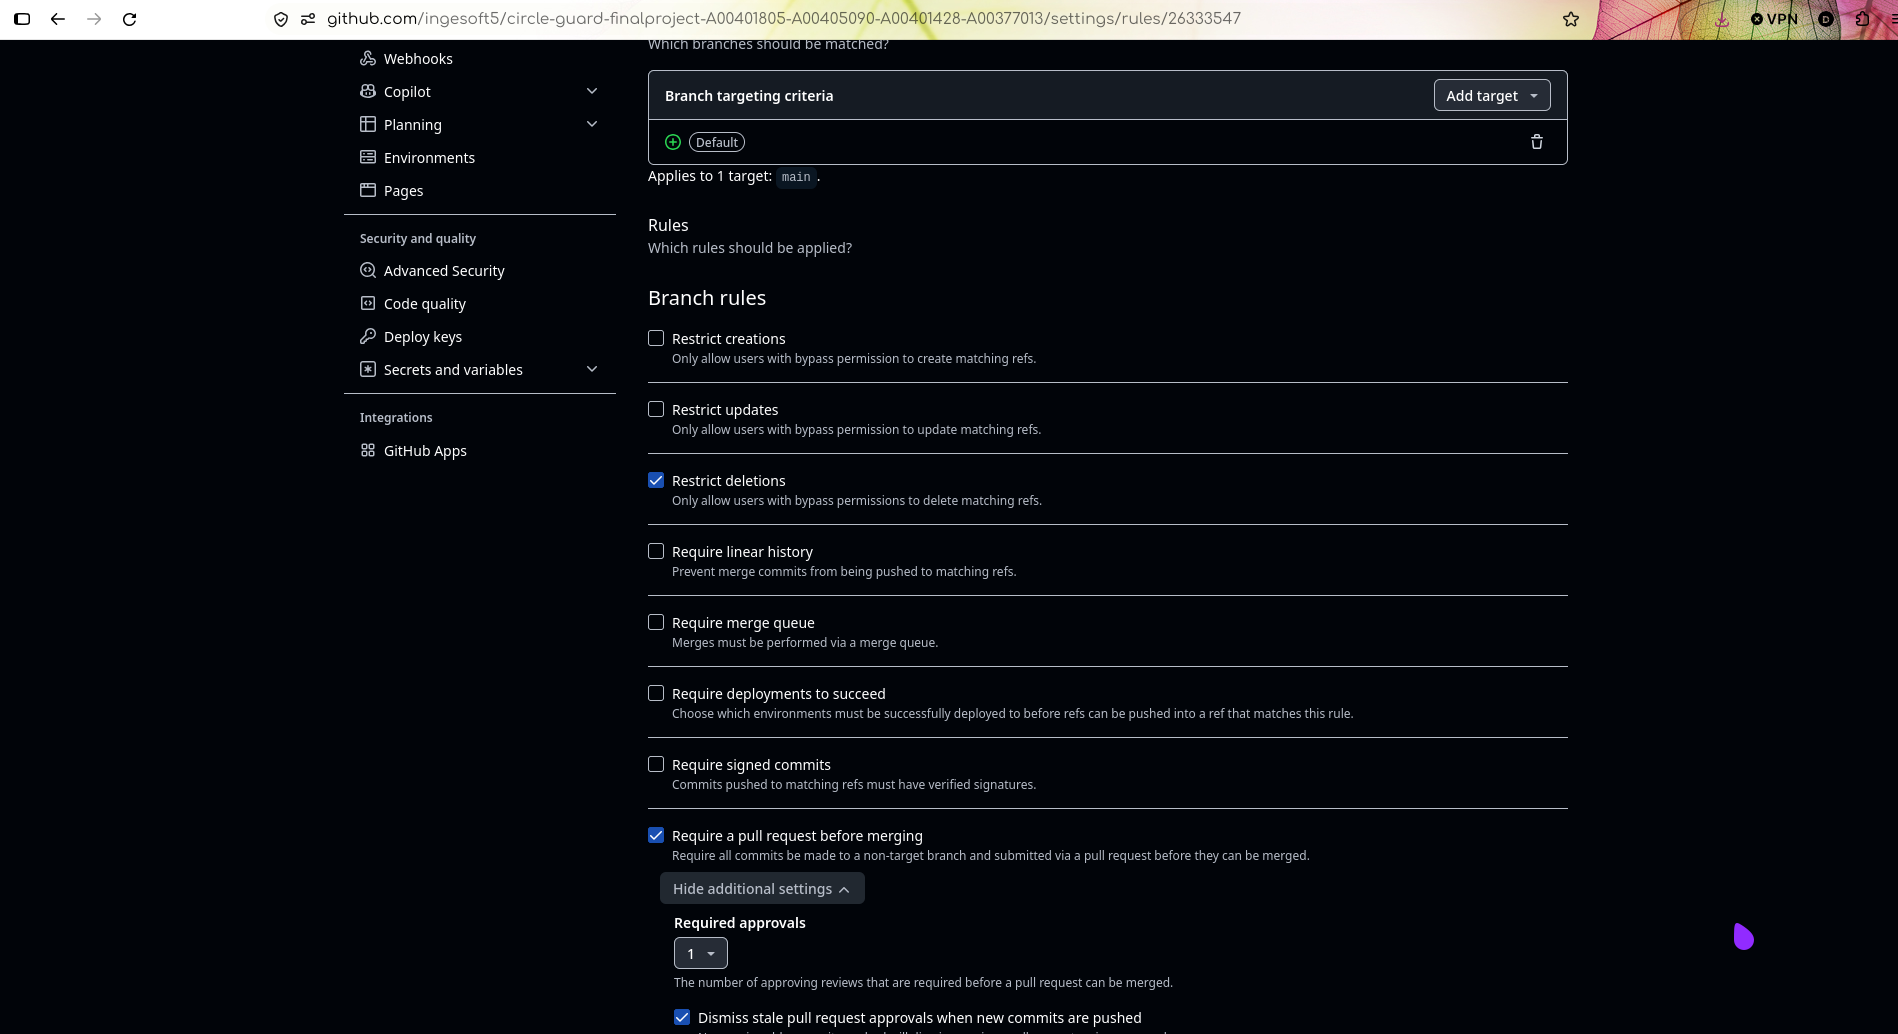 github.com/ingesoft5/circle-guard-finalproject-A00401805-A00405090-A00401428-A00377013/settings/rules/26333547
VPN
D
Webhooks
Copilot
Planning
Environments
Pages
Security and quality
Advanced Security
Code quality
Deploy keys
Secrets and variables
Integrations
GitHub Apps
Which branches should be matched?
Branch targeting criteria
Add target
Default
Applies to 1 target: main.
Rules
Which rules should be applied?
Branch rules
Restrict creations
Only allow users with bypass permission to create matching refs.
Restrict updates
Only allow users with bypass permission to update matching refs.
Restrict deletions
Only allow users with bypass permissions to delete matching refs.
Require linear history
Prevent merge commits from being pushed to matching refs.
Require merge queue
Merges must be performed via a merge queue.
Require deployments to succeed
Choose which environments must be successfully deployed to before refs can be pushed into a ref that matches this rule.
Require signed commits
Commits pushed to matching refs must have verified signatures.
Require a pull request before merging
Require all commits be made to a non-target branch and submitted via a pull request before they can be merged.
Hide additional settings
Required approvals
1
The number of approving reviews that are required before a pull request can be merged.
Dismiss stale pull request approvals when new commits are pushed